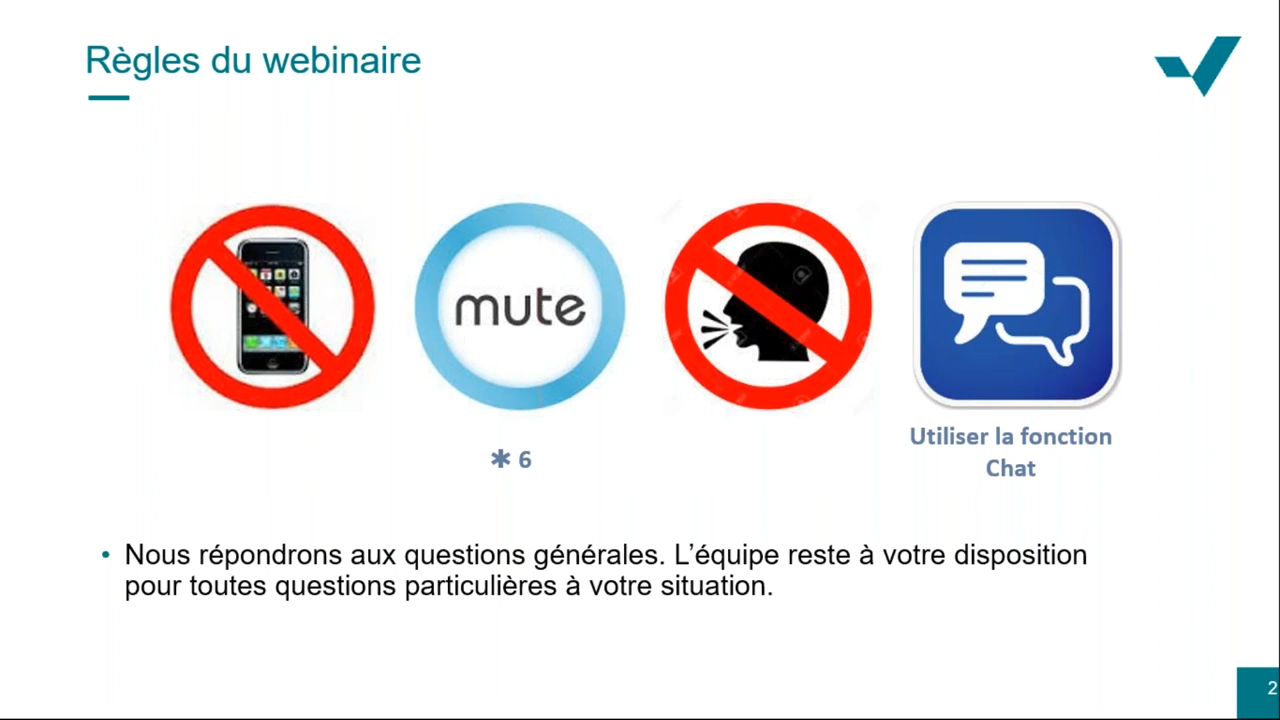 Règles du webinaire
mute
✱ 6
Utiliser la fonction
Chat
• Nous répondrons aux questions générales. L’équipe reste à votre disposition
pour toutes questions particulières à votre situation.
2